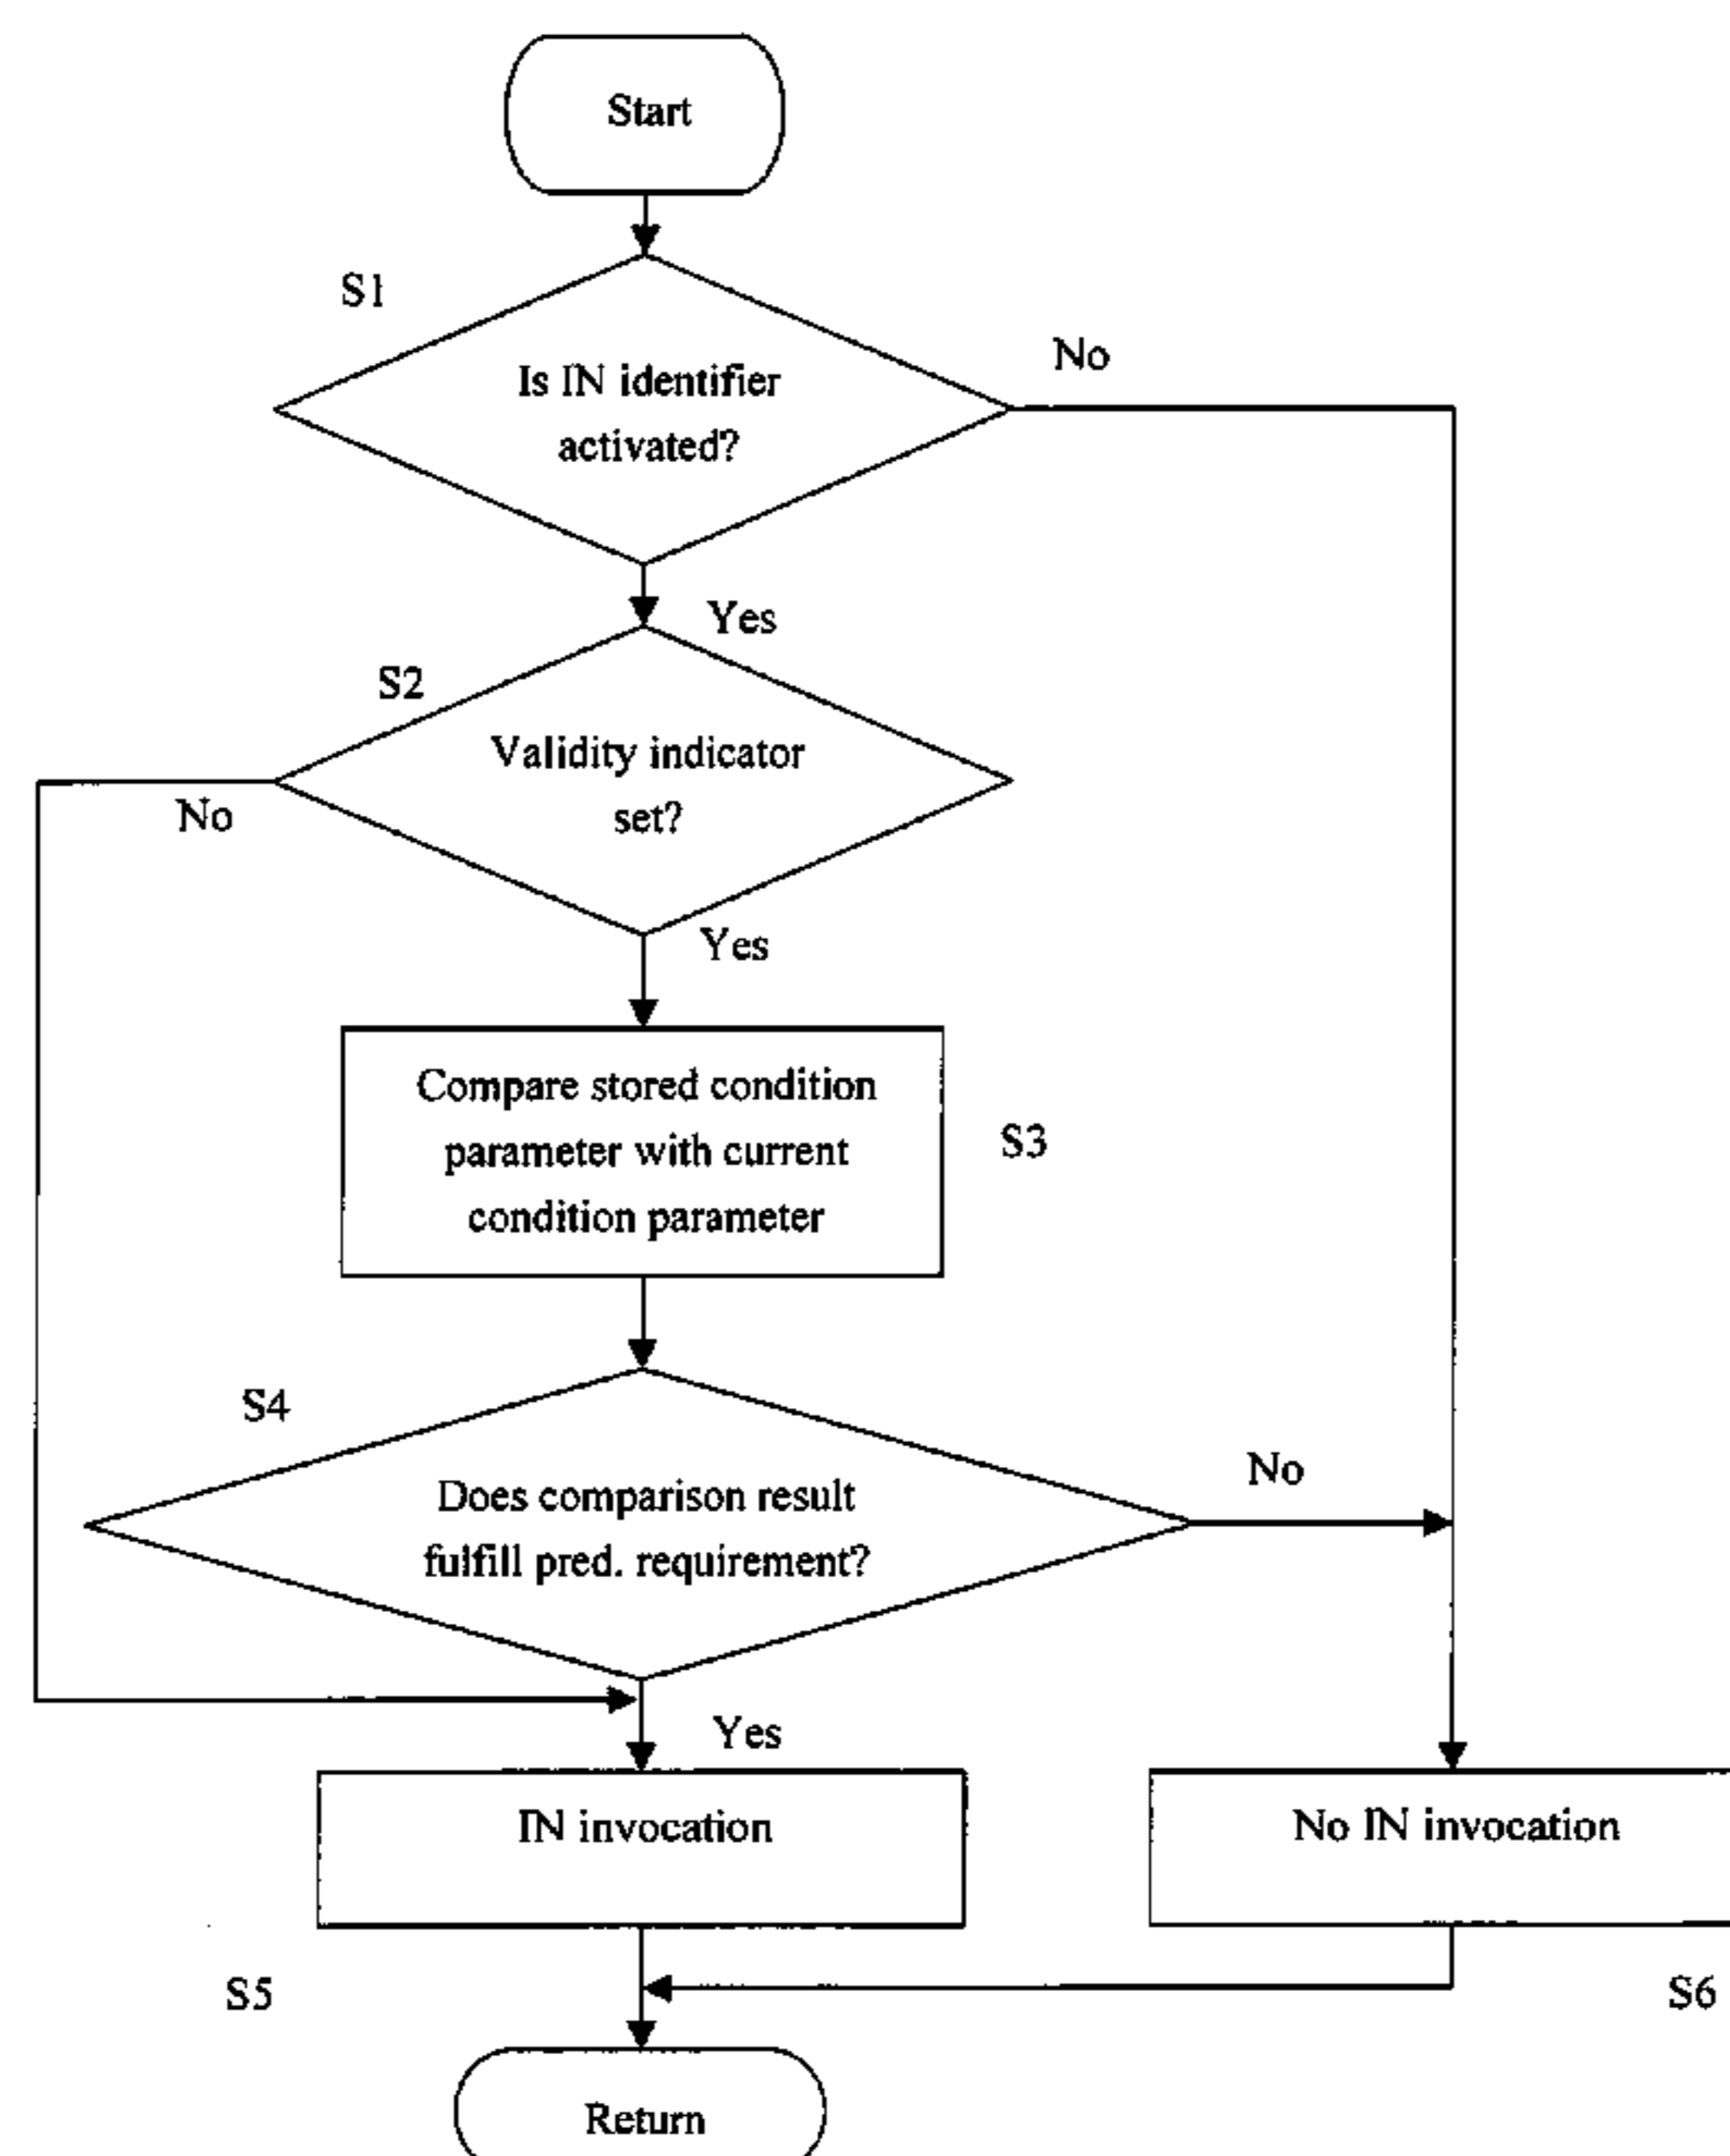 Start
S1
Is IN identifier
activated?
No
Yes
S2
Validity indicator
set?
No
Yes
Compare stored condition
parameter with current
condition parameter
S3
S4
Does comparison result
fulfill pred. requirement?
No
Yes
IN invocation
No IN invocation
S5
S6
Return